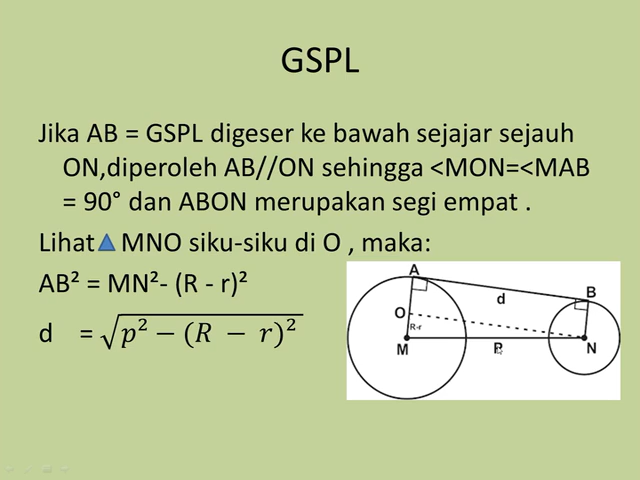 GSPL
Jika AB = GSPL digeser ke bawah sejajar sejauh
ON,diperoleh AB//ON sehingga <MON=<MAB
= 90° dan ABON merupakan segi empat .
Lihat MNO siku-siku di O , maka:
AB² = MN²- (R - r)²
d = √p² − (R − r)²
A
d
B
O
R-r
M
P
N